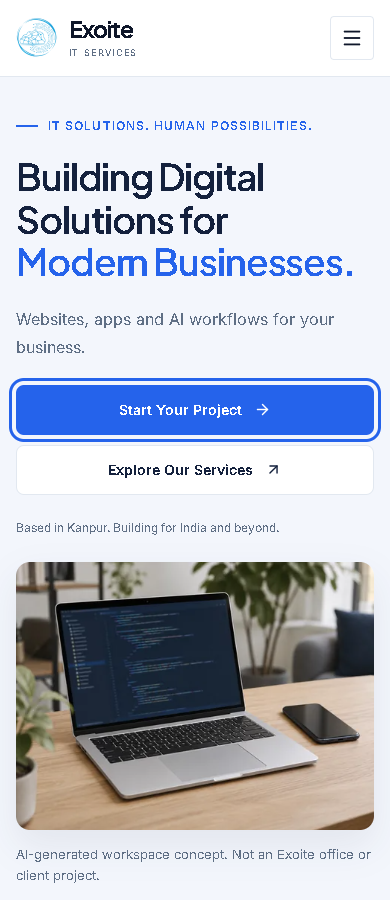 Exoite
IT SERVICES
IT SOLUTIONS. HUMAN POSSIBILITIES.
Building Digital
Solutions for
Modern Businesses.
Websites, apps and AI workflows for your
business.
Start Your Project
Explore Our Services
Based in Kanpur. Building for India and beyond.
AI-generated workspace concept. Not an Exoite office or
client project.